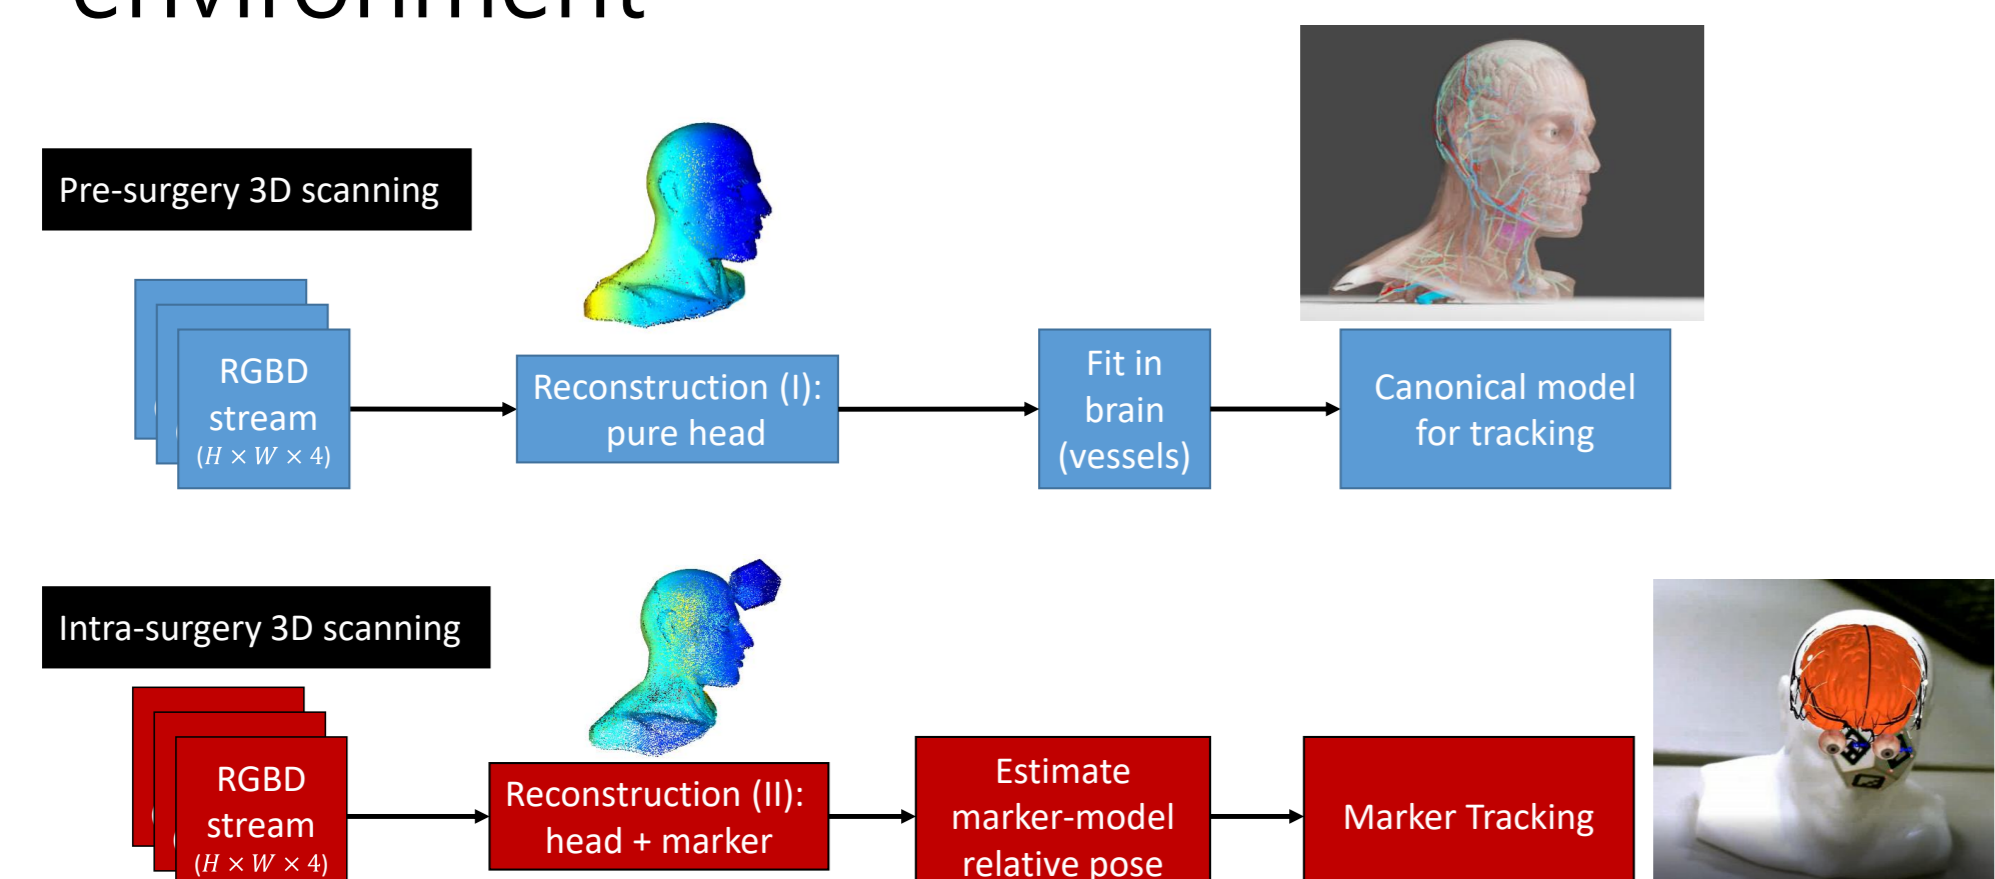 environment
Pre-surgery 3D scanning
RGBD
stream
(H × W × 4)
Reconstruction (I):
pure head
Fit in
brain
(vessels)
Canonical model
for tracking
Intra-surgery 3D scanning
RGBD
stream
(H × W × 4)
Reconstruction (II):
head + marker
Estimate
marker-model
relative pose
Marker Tracking